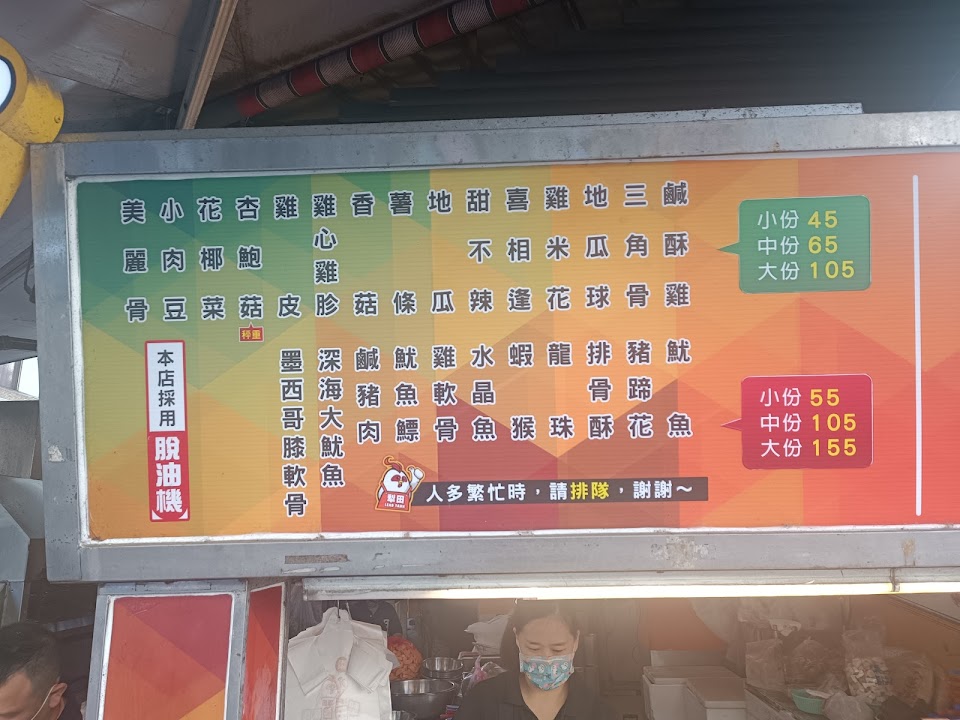 鹹酥雞
三角骨
地瓜球
雞米花
喜相逢
甜不辣
地瓜
薯條
香菇
雞心雞胗
雞皮
杏鮑菇
秤重
花椰菜
小肉豆
美麗骨
小份 45
中份 65
大份 105
魷魚
豬蹄花
排骨酥
龍珠
蝦猴
水晶魚
雞軟骨
魷魚鰾
鹹豬肉
深海大魷魚
墨西哥膝軟骨
小份 55
中份 105
大份 155
本店採用
脫油機
犁田
人多繁忙時，請排隊，謝謝～